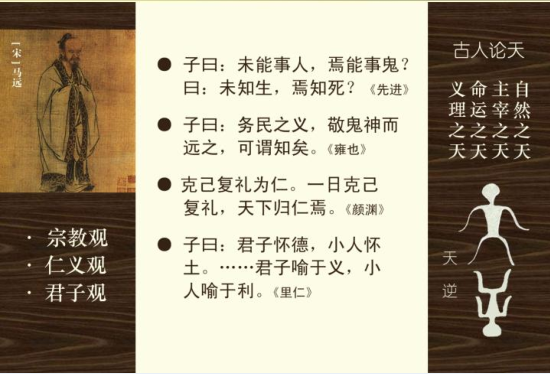 [宋]马远
· 宗教观
· 仁义观
· 君子观
● 子曰：未能事人，焉能事鬼？
曰：未知生，焉知死？《先进》
● 子曰：务民之义，敬鬼神而
远之，可谓知矣。《雍也》
● 克己复礼为仁。一日克己
复礼，天下归仁焉。《颜渊》
● 子曰：君子怀德，小人怀
土。……君子喻于义，小
人喻于利。《里仁》
古人论天
自然之天
主宰之天
命运之天
义理之天
天
逆